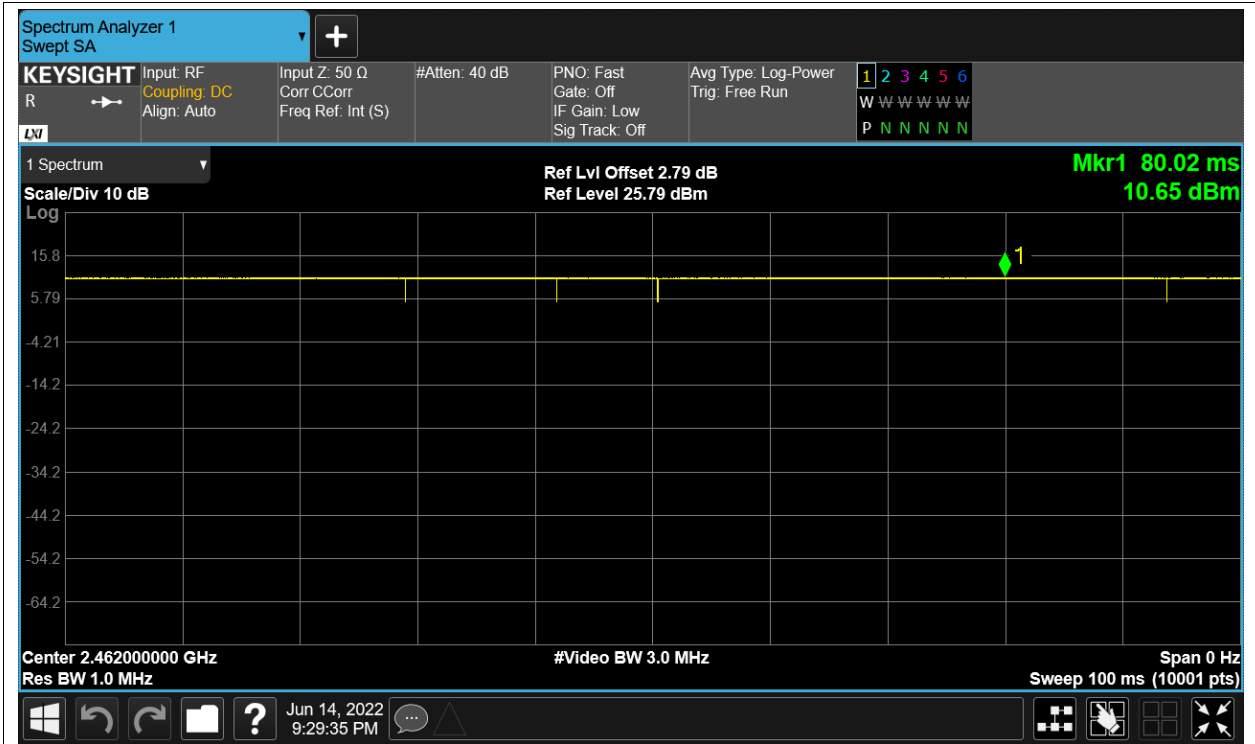 Spectrum Analyzer 1
Swept SA
KEYSIGHT
R
LXI
Input: RF
Coupling: DC
Align: Auto
Input Z: 50 Ω
Corr CCorr
Freq Ref: Int (S)
#Atten: 40 dB
PNO: Fast
Gate: Off
IF Gain: Low
Sig Track: Off
Avg Type: Log-Power
Trig: Free Run
1 2 3 4 5 6
W W W W W W
P N N N N N
1 Spectrum
Scale/Div 10 dB
Ref Lvl Offset 2.79 dB
Ref Level 25.79 dBm
Mkr1 80.02 ms
10.65 dBm
Log
1
15.8
5.79
-4.21
-14.2
-24.2
-34.2
-44.2
-54.2
-64.2
Center 2.462000000 GHz
#Video BW 3.0 MHz
Span 0 Hz
Res BW 1.0 MHz
Sweep 100 ms (10001 pts)
?
Jun 14, 2022
9:29:35 PM